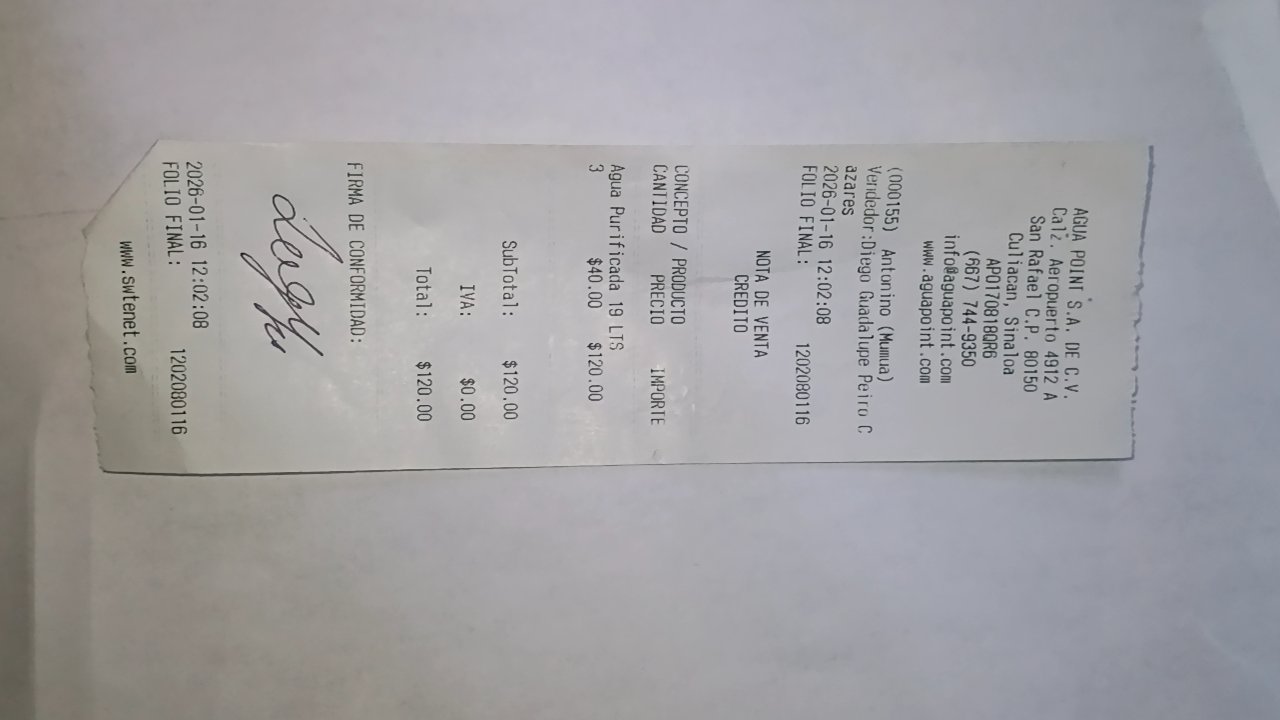 AGUA POINT S.A. DE C.V.
Calz. Aeropuerto 4912 A
San Rafael C.P. 80150
Culiacan, Sinaloa
APO170818QR6
(667) 744-9350
info@aguapoint.com
www.aguapoint.com
(000155) Antonino (Mumua)
Vendedor:Diego Guadalupe Peiro C
azares
2026-01-16 12:02:08
FOLIO FINAL: 1202080116
NOTA DE VENTA
CREDITO
CONCEPTO / PRODUCTO
CANTIDAD PRECIO IMPORTE
Agua Purificada 19 LTS
3 $40.00 $120.00
SubTotal: $120.00
IVA: $0.00
Total: $120.00
FIRMA DE CONFORMIDAD:
2026-01-16 12:02:08
FOLIO FINAL: 1202080116
www.swtenet.com